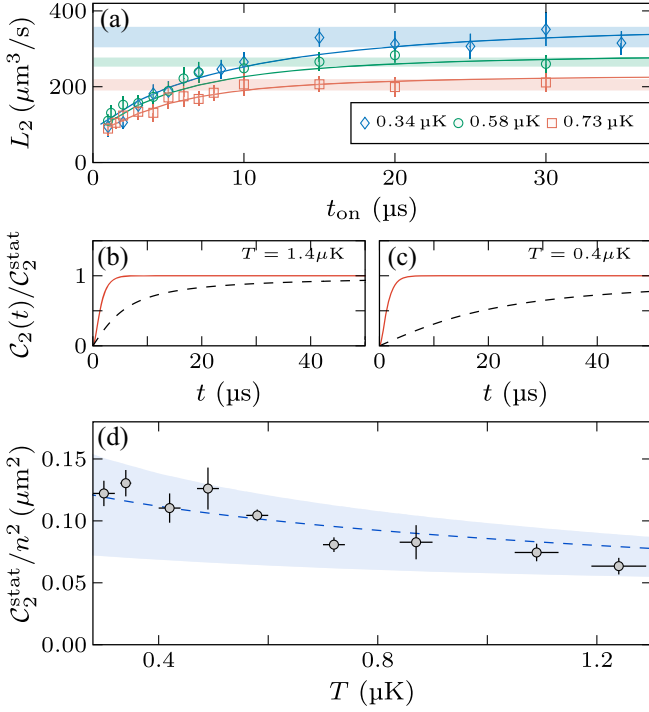 (a)
400
200
0
L₂ (µm³/s)
0.34 µK 0.58 µK 0.73 µK
0 10 20 30
tₒₙ (µs)
(b) T = 1.4µK
(c) T = 0.4µK
1
0
C₂(t)/C₂ˢᵗᵃᵗ
0 20 40
0 20 40
t (µs)
t (µs)
(d)
0.15
0.10
0.05
0.00
C₂ˢᵗᵃᵗ/n² (µm²)
0.4 0.8 1.2
T (µK)